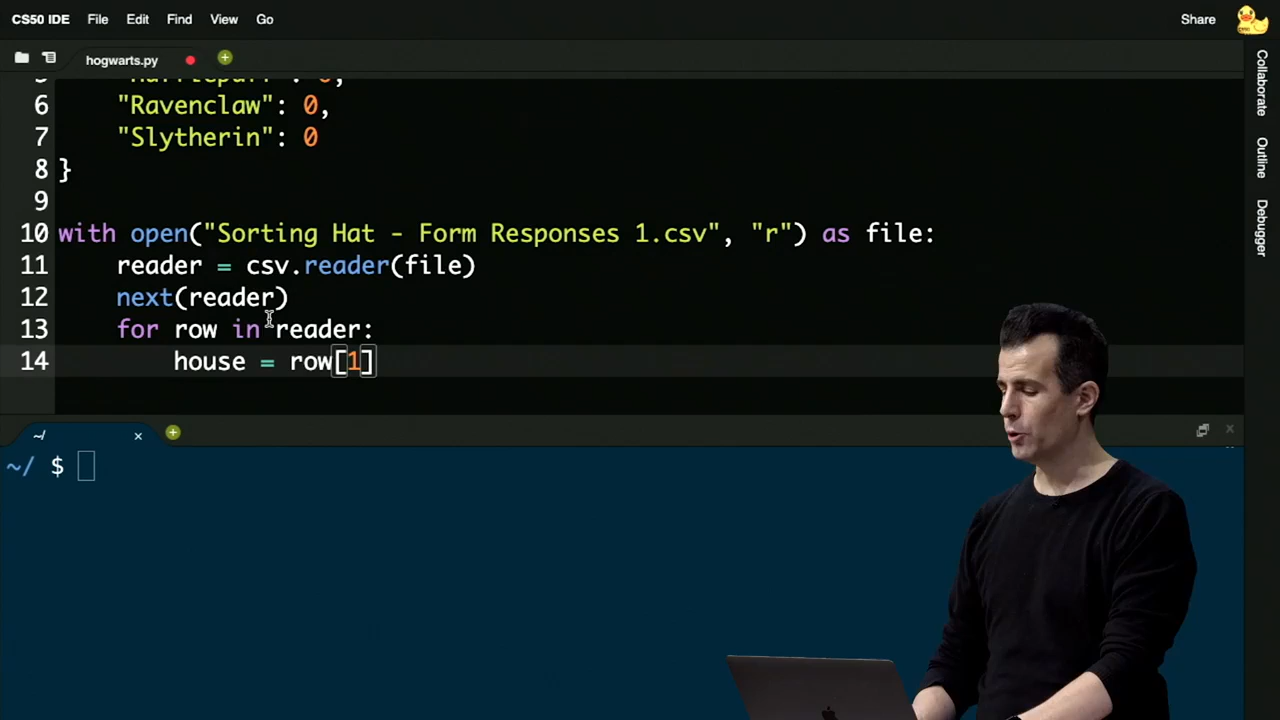 CS50 IDE File Edit Find View Go Share
hogwarts.py
6 "Ravenclaw": 0,
7 "Slytherin": 0
8 }
9
10 with open("Sorting Hat - Form Responses 1.csv", "r") as file:
11 reader = csv.reader(file)
12 next(reader)
13 for row in reader:
14 house = row[1]
~/
~/ $
Collaborate
Outline
Debugger